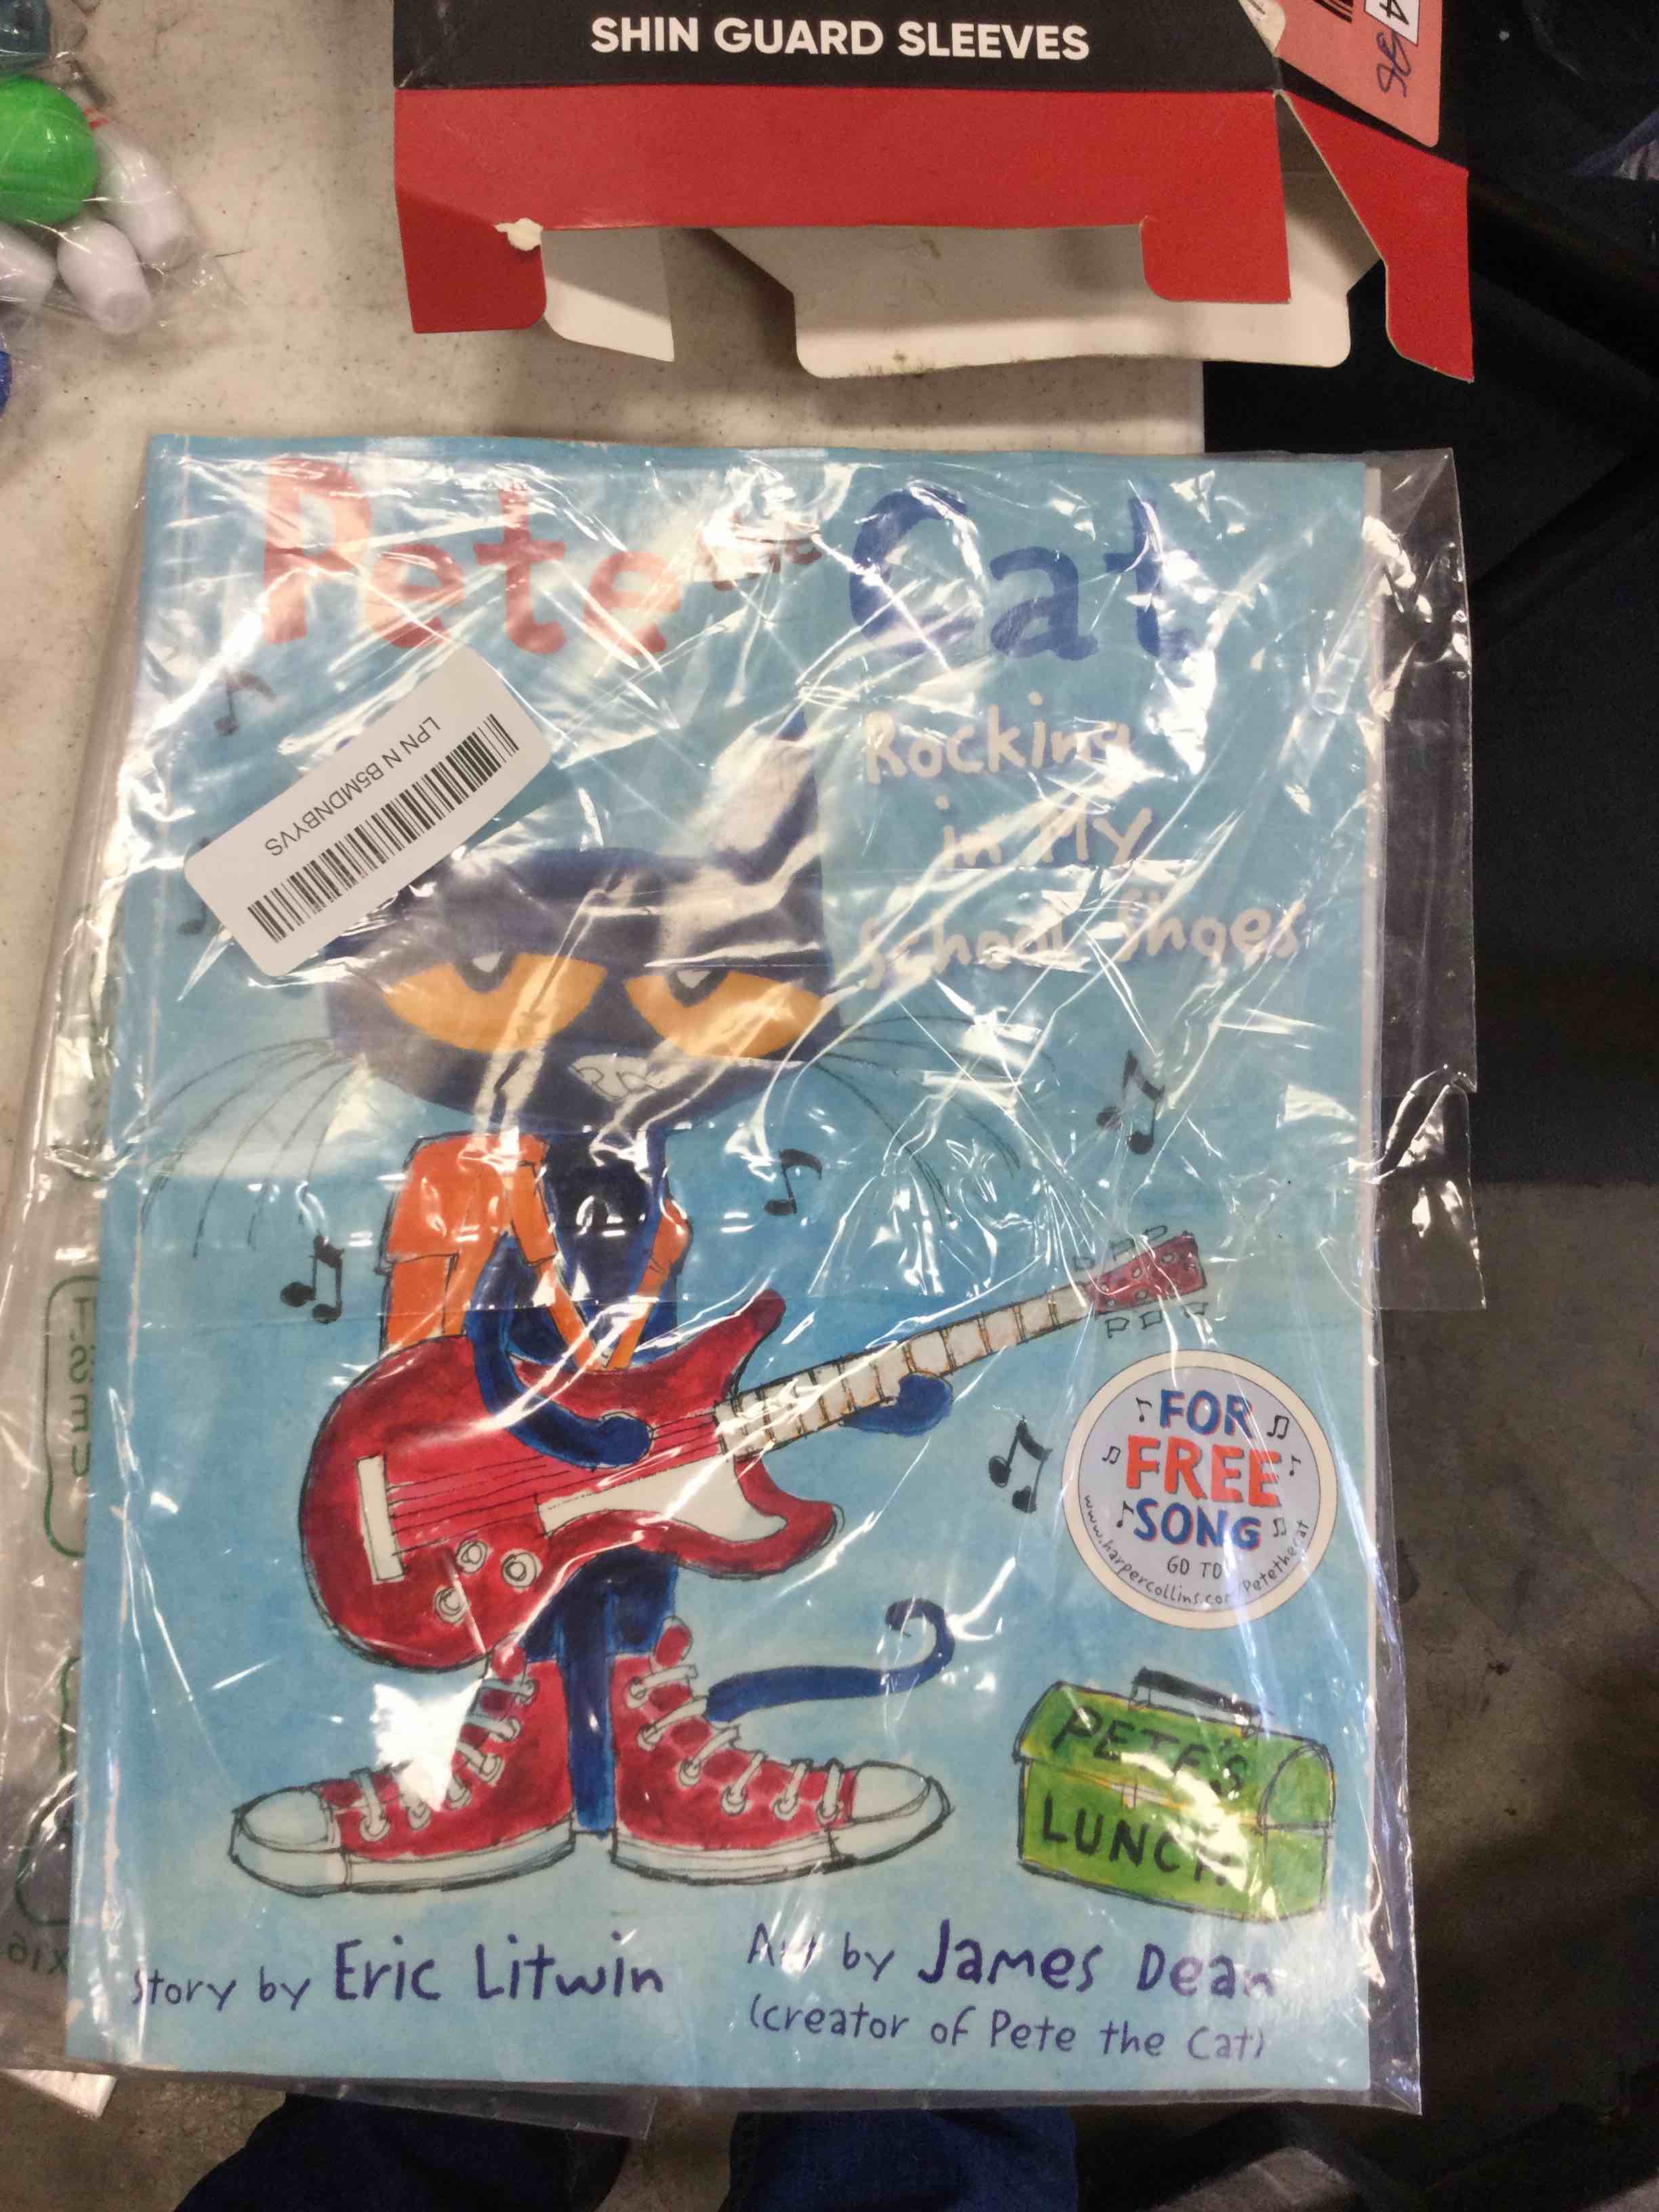 SHIN GUARD SLEEVES
Pete the Cat
Rocking
in My
School Shoes
LPN N B5MDNBYVS
FOR
FREE
SONG
GO TO
www.harpercollins.com/Petethecat
PETE'S
LUNCH
Story by Eric Litwin
Art by James Dean
(creator of Pete the Cat)